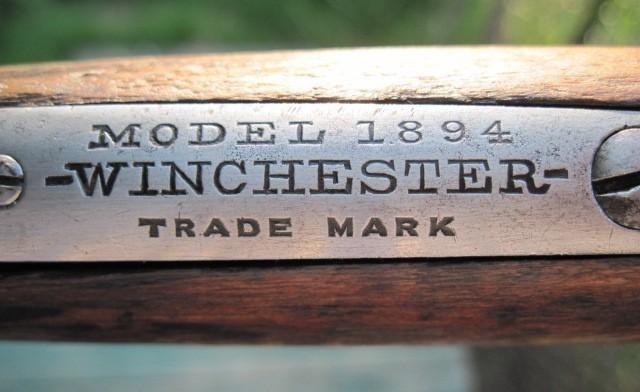 MODEL 1894
-WINCHESTER-
TRADE MARK